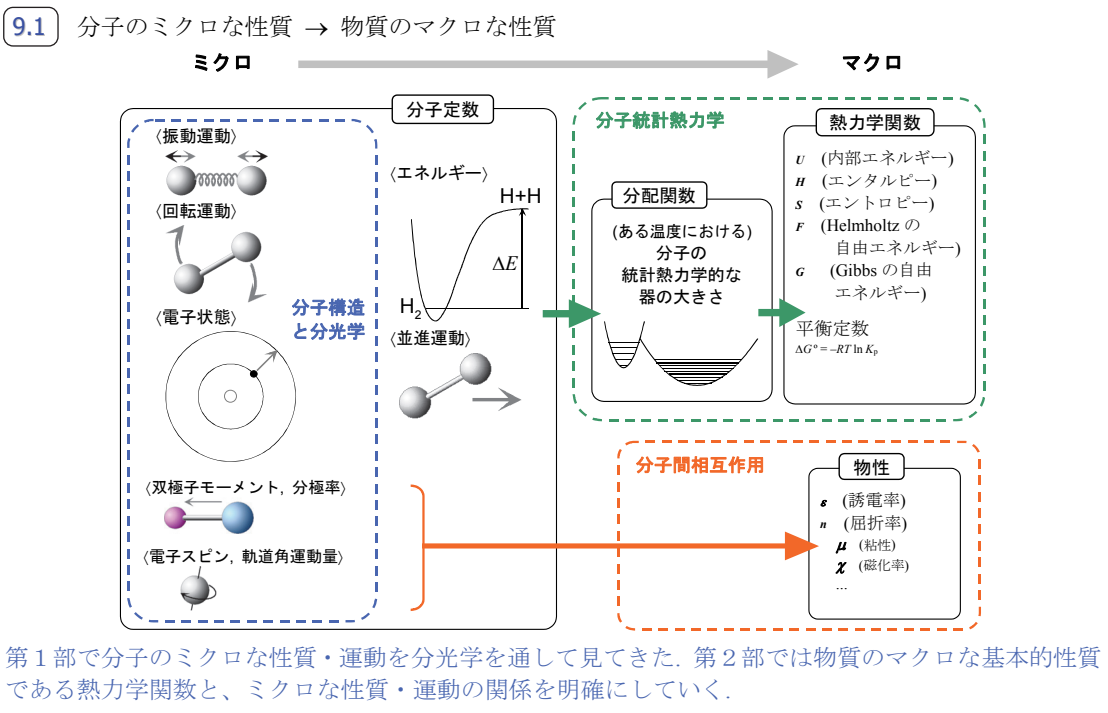 9.1 分子のミクロな性質 → 物質のマクロな性質
ミクロ
マクロ
分子定数
〈振動運動〉
〈回転運動〉
〈電子状態〉
分子構造
と分光学
〈双極子モーメント, 分極率〉
〈電子スピン, 軌道角運動量〉
〈エネルギー〉
H+H
ΔE
H₂
〈並進運動〉
分子統計熱力学
分配関数
(ある温度における)
分子の
統計熱力学的な
器の大きさ
熱力学関数
U (内部エネルギー)
H (エンタルピー)
S (エントロピー)
F (Helmholtz の
自由エネルギー)
G (Gibbs の自由
エネルギー)
平衡定数
ΔG° = –RT ln Kp
分子間相互作用
物性
ε (誘電率)
n (屈折率)
μ (粘性)
χ (磁化率)
...
第１部で分子のミクロな性質・運動を分光学を通して見てきた. 第２部では物質のマクロな基本的性質
である熱力学関数と、ミクロな性質・運動の関係を明確にしていく.